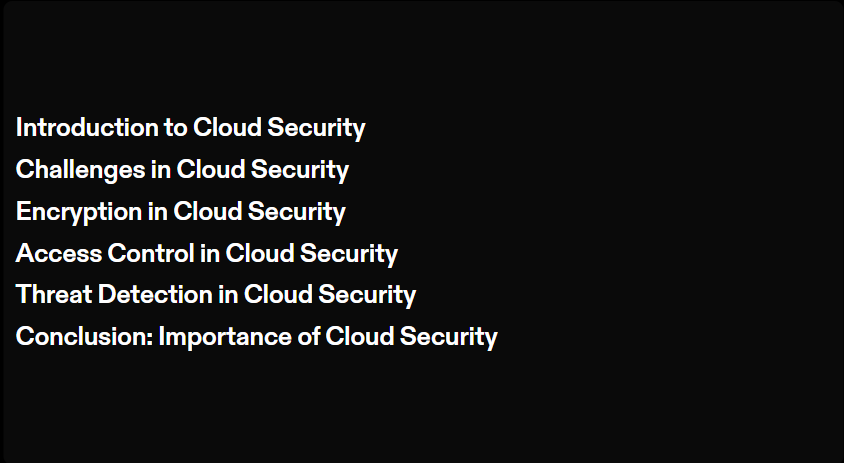 Introduction to Cloud Security
Challenges in Cloud Security
Encryption in Cloud Security
Access Control in Cloud Security
Threat Detection in Cloud Security
Conclusion: Importance of Cloud Security